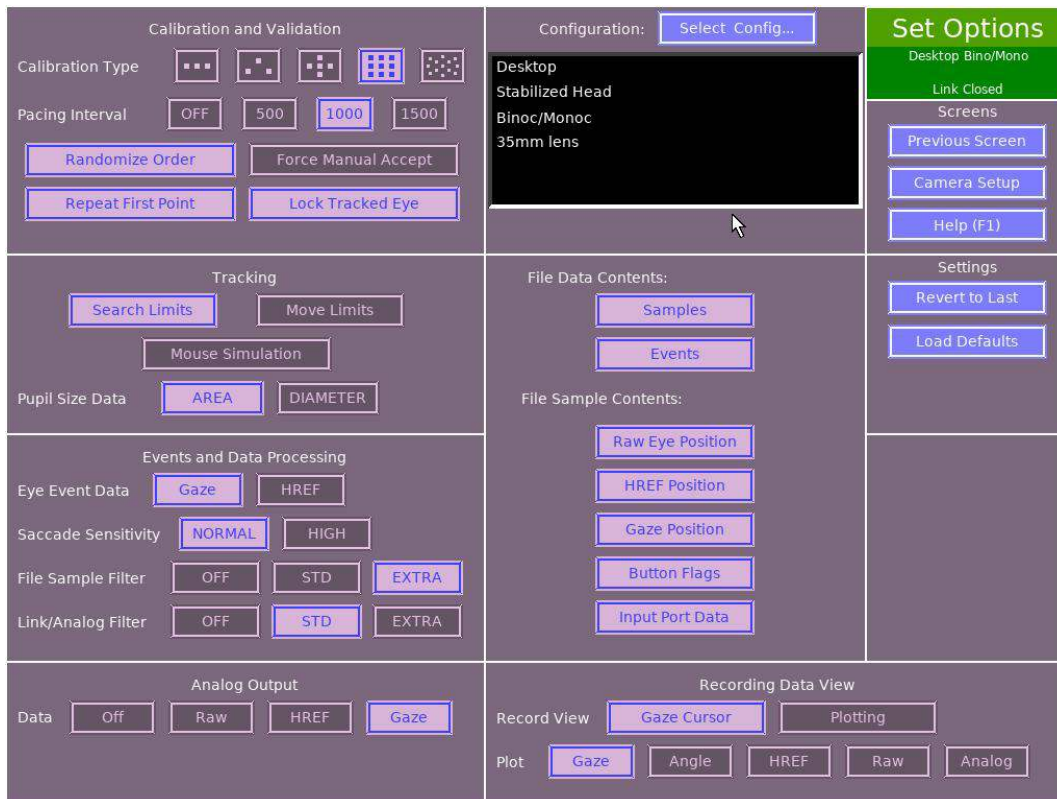 Calibration and Validation
Calibration Type
Pacing Interval OFF 500 1000 1500
Randomize Order Force Manual Accept
Repeat First Point Lock Tracked Eye
Configuration: Select Config...
Desktop
Stabilized Head
Binoc/Monoc
35mm lens
Set Options
Desktop Bino/Mono
Link Closed
Screens
Previous Screen
Camera Setup
Help (F1)
Tracking
Search Limits Move Limits
Mouse Simulation
Pupil Size Data AREA DIAMETER
File Data Contents:
Samples
Events
File Sample Contents:
Raw Eye Position
HREF Position
Gaze Position
Button Flags
Input Port Data
Settings
Revert to Last
Load Defaults
Events and Data Processing
Eye Event Data Gaze HREF
Saccade Sensitivity NORMAL HIGH
File Sample Filter OFF STD EXTRA
Link/Analog Filter OFF STD EXTRA
Analog Output
Data Off Raw HREF Gaze
Recording Data View
Record View Gaze Cursor Plotting
Plot Gaze Angle HREF Raw Analog